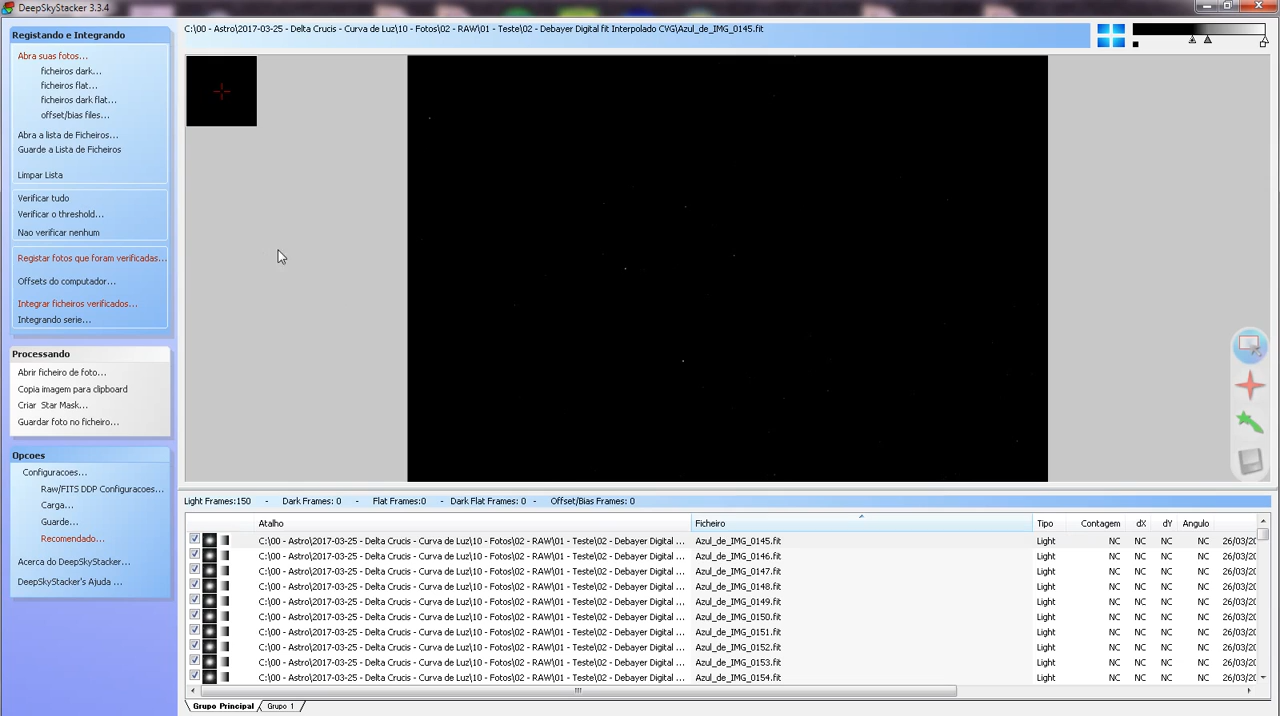 DeepSkyStacker 3.3.4
Registando e Integrando
Abra suas fotos...
ficheiros dark...
ficheiros flat...
ficheiros dark flat...
offset/bias files...
Abra a lista de Ficheiros...
Guarde a Lista de Ficheiros
Limpar Lista
Verificar tudo
Verificar o threshold...
Nao verificar nenhum
Registar fotos que foram verificadas...
Offsets do computador...
Integrar ficheiros verificados...
Integrando serie...
Processando
Abrir ficheiro de foto...
Copia imagem para clipboard
Criar Star Mask...
Guardar foto no ficheiro...
Opcoes
Configuracoes...
Raw/FITS DDP Configuracoes...
Carga...
Guarde...
Recomendado...
Acerca do DeepSkyStacker...
DeepSkyStacker's Ajuda ...
C:\00 - Astro\2017-03-25 - Delta Crucis - Curva de Luz\10 - Fotos\02 - RAW\01 - Teste\02 - Debayer Digital fit Interpolado CVG\Azul_de_IMG_0145.fit
Light Frames:150 - Dark Frames: 0 - Flat Frames:0 - Dark Flat Frames: 0 - Offset/Bias Frames: 0
Atalho Ficheiro Tipo Contagem dX dY Angulo
C:\00 - Astro\2017-03-25 - Delta Crucis - Curva de Luz\10 - Fotos\02 - RAW\01 - Teste\02 - Debayer Digital ... Azul_de_IMG_0145.fit Light NC NC NC NC 26/03/20
C:\00 - Astro\2017-03-25 - Delta Crucis - Curva de Luz\10 - Fotos\02 - RAW\01 - Teste\02 - Debayer Digital ... Azul_de_IMG_0146.fit Light NC NC NC NC 26/03/20
C:\00 - Astro\2017-03-25 - Delta Crucis - Curva de Luz\10 - Fotos\02 - RAW\01 - Teste\02 - Debayer Digital ... Azul_de_IMG_0147.fit Light NC NC NC NC 26/03/20
C:\00 - Astro\2017-03-25 - Delta Crucis - Curva de Luz\10 - Fotos\02 - RAW\01 - Teste\02 - Debayer Digital ... Azul_de_IMG_0148.fit Light NC NC NC NC 26/03/20
C:\00 - Astro\2017-03-25 - Delta Crucis - Curva de Luz\10 - Fotos\02 - RAW\01 - Teste\02 - Debayer Digital ... Azul_de_IMG_0149.fit Light NC NC NC NC 26/03/20
C:\00 - Astro\2017-03-25 - Delta Crucis - Curva de Luz\10 - Fotos\02 - RAW\01 - Teste\02 - Debayer Digital ... Azul_de_IMG_0150.fit Light NC NC NC NC 26/03/20
C:\00 - Astro\2017-03-25 - Delta Crucis - Curva de Luz\10 - Fotos\02 - RAW\01 - Teste\02 - Debayer Digital ... Azul_de_IMG_0151.fit Light NC NC NC NC 26/03/20
C:\00 - Astro\2017-03-25 - Delta Crucis - Curva de Luz\10 - Fotos\02 - RAW\01 - Teste\02 - Debayer Digital ... Azul_de_IMG_0152.fit Light NC NC NC NC 26/03/20
C:\00 - Astro\2017-03-25 - Delta Crucis - Curva de Luz\10 - Fotos\02 - RAW\01 - Teste\02 - Debayer Digital ... Azul_de_IMG_0153.fit Light NC NC NC NC 26/03/20
C:\00 - Astro\2017-03-25 - Delta Crucis - Curva de Luz\10 - Fotos\02 - RAW\01 - Teste\02 - Debayer Digital ... Azul_de_IMG_0154.fit Light NC NC NC NC 26/03/20
Grupo Principal Grupo 1